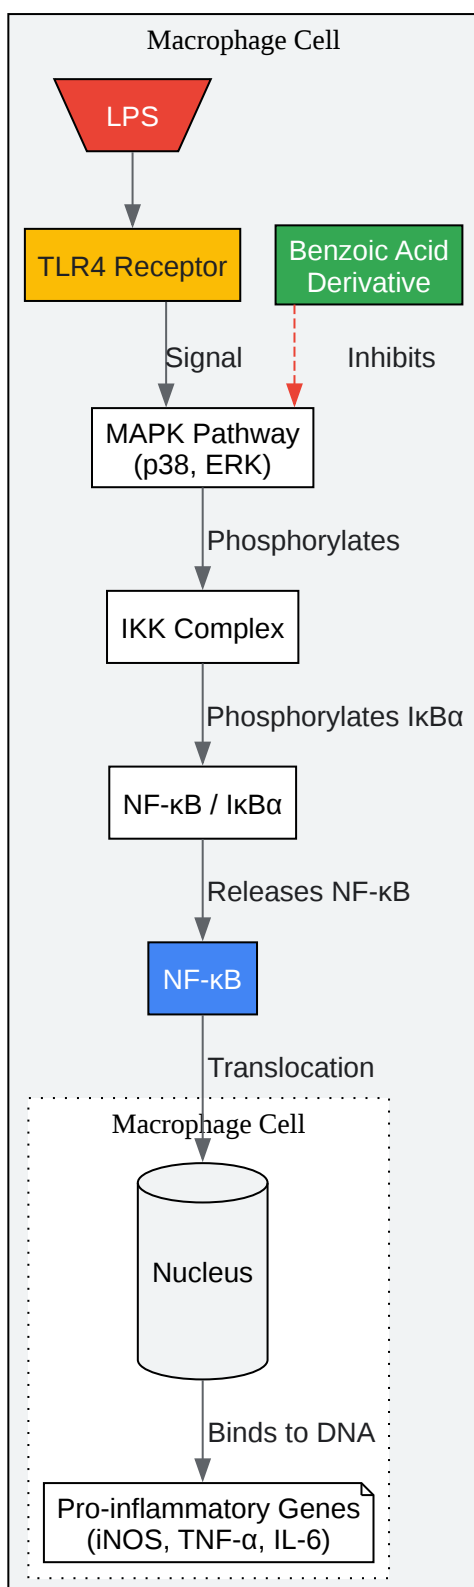 Macrophage Cell
LPS
TLR4 Receptor
Benzoic Acid
Derivative
Signal
Inhibits
MAPK Pathway
(p38, ERK)
Phosphorylates
IKK Complex
Phosphorylates IκBα
NF-κB / IκBα
Releases NF-κB
NF-κB
Translocation
Macrophage Cell
Nucleus
Binds to DNA
Pro-inflammatory Genes
(iNOS, TNF-α, IL-6)